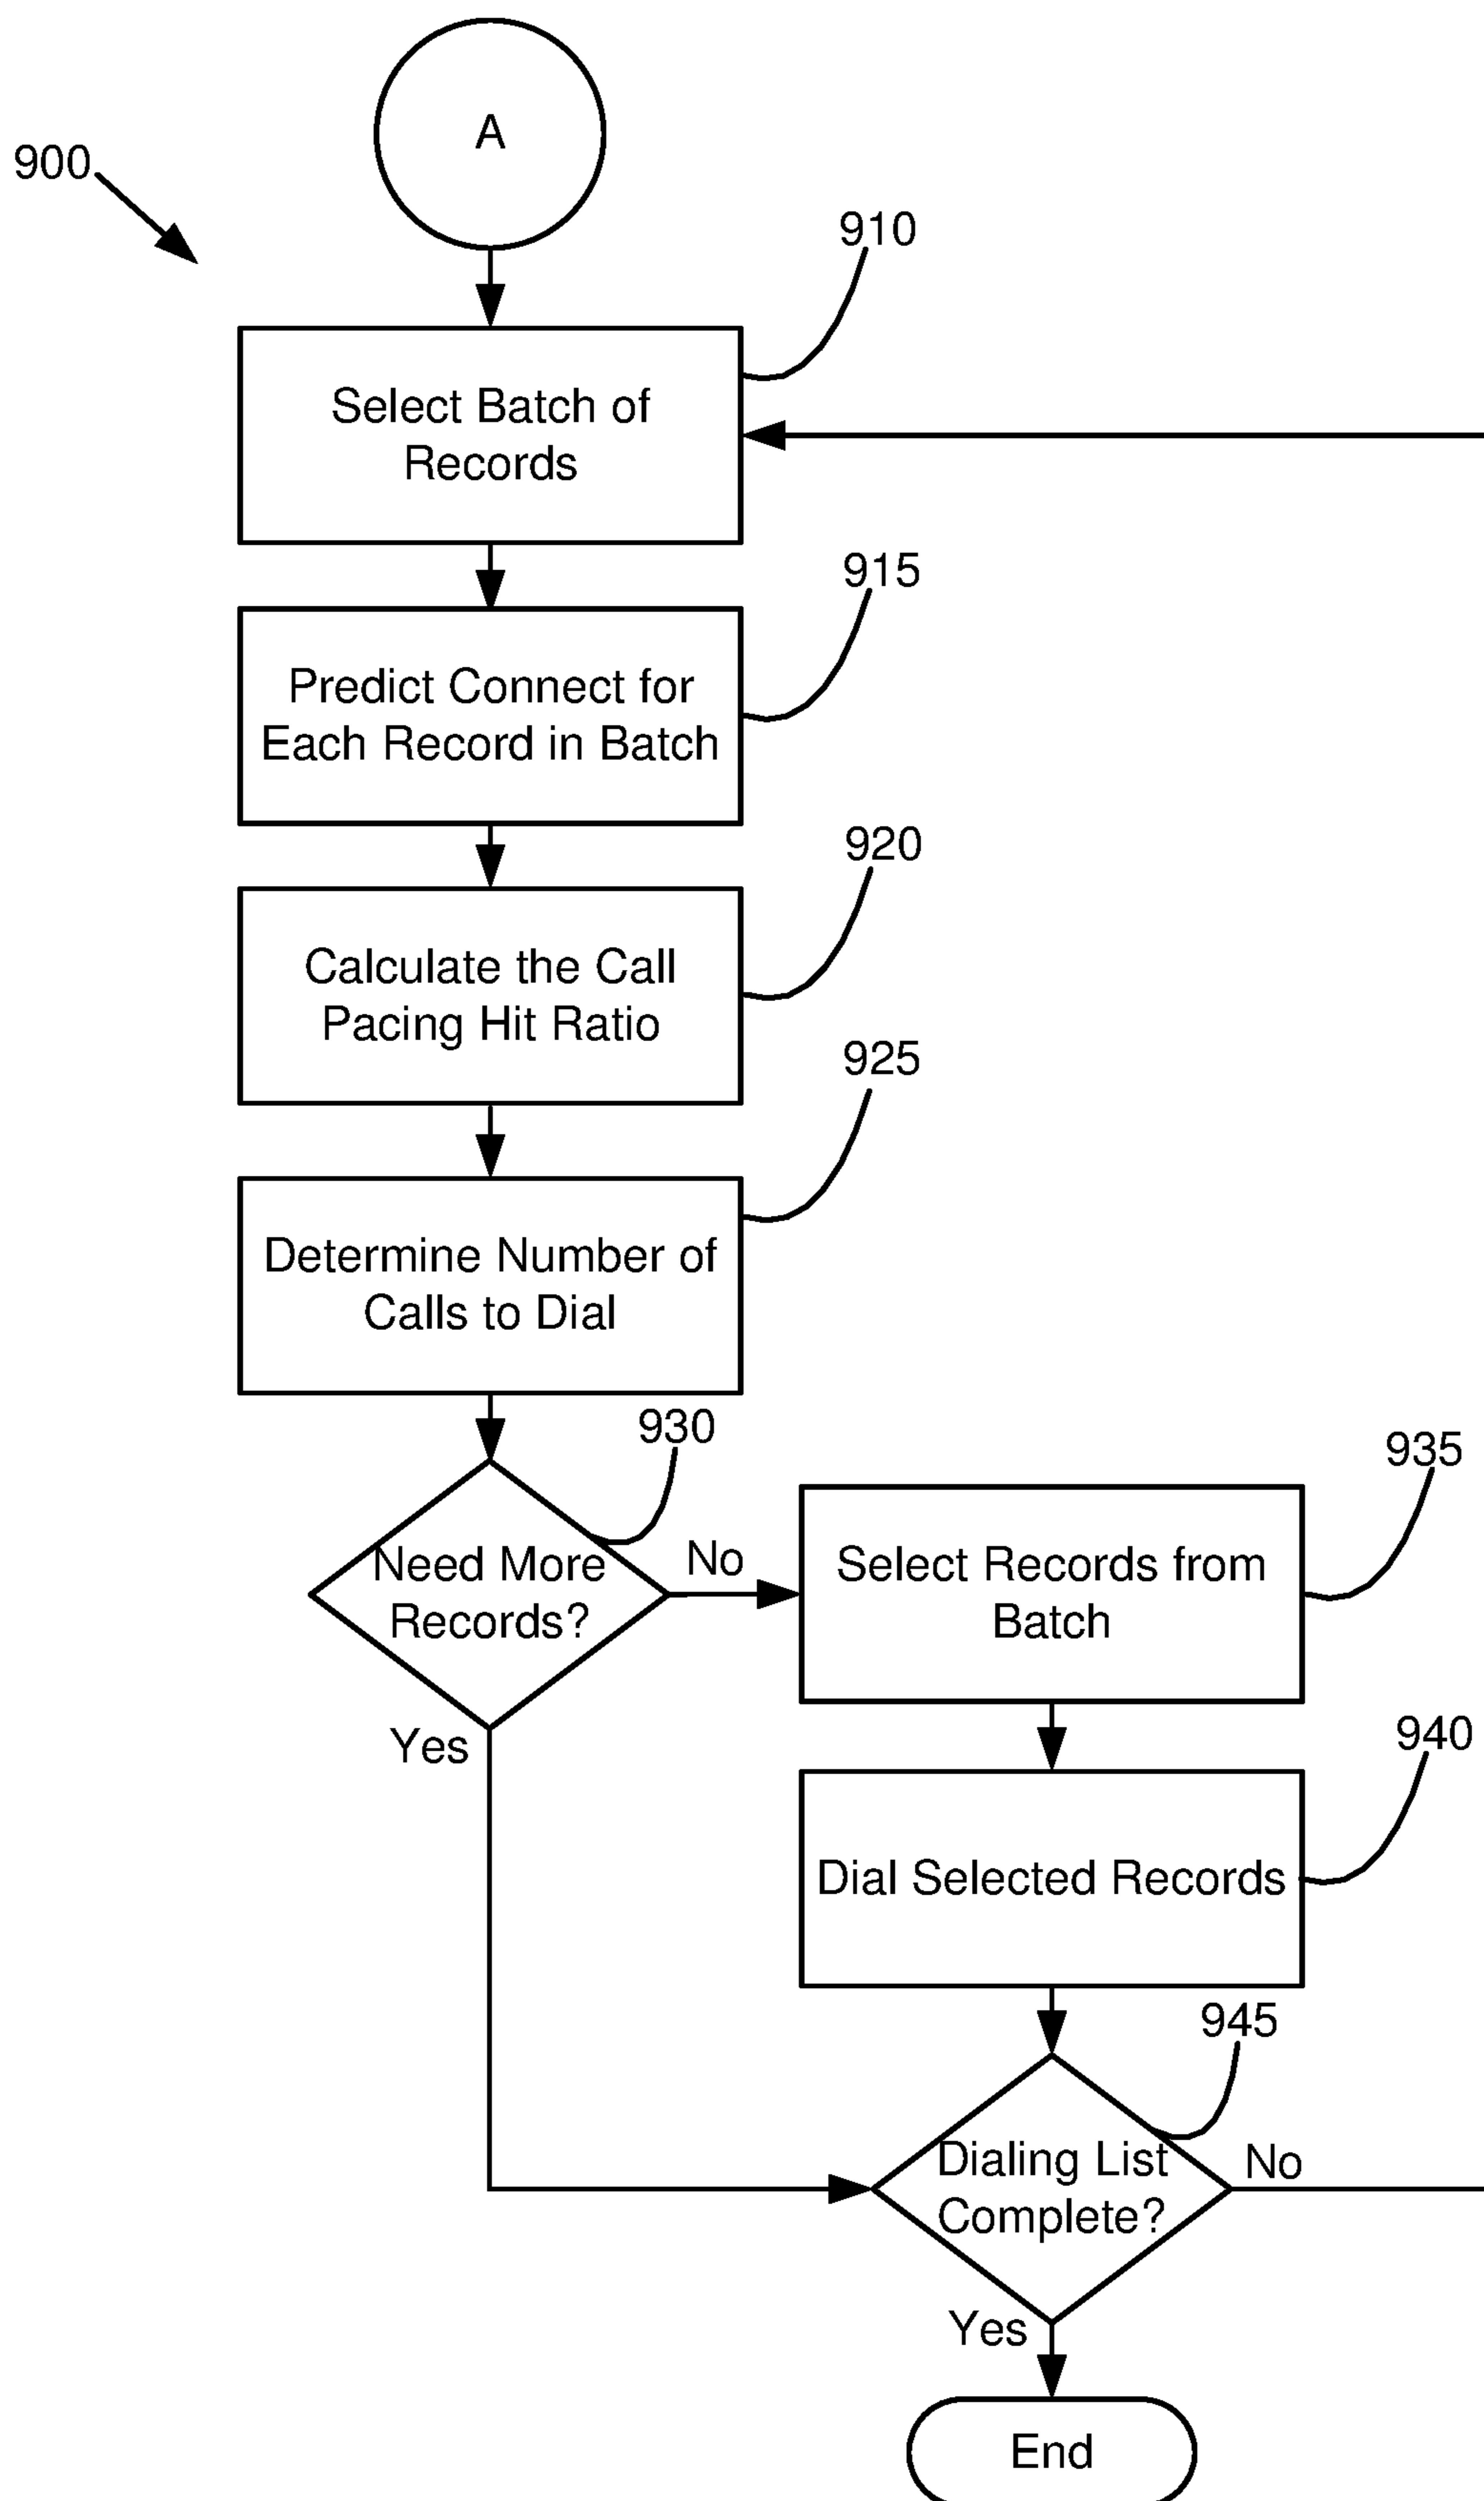 A
900
910
Select Batch of
Records
915
Predict Connect for
Each Record in Batch
920
Calculate the Call
Pacing Hit Ratio
925
Determine Number of
Calls to Dial
930
Need More
Records?
No
Yes
935
Select Records from
Batch
940
Dial Selected Records
945
Dialing List
Complete?
No
Yes
End